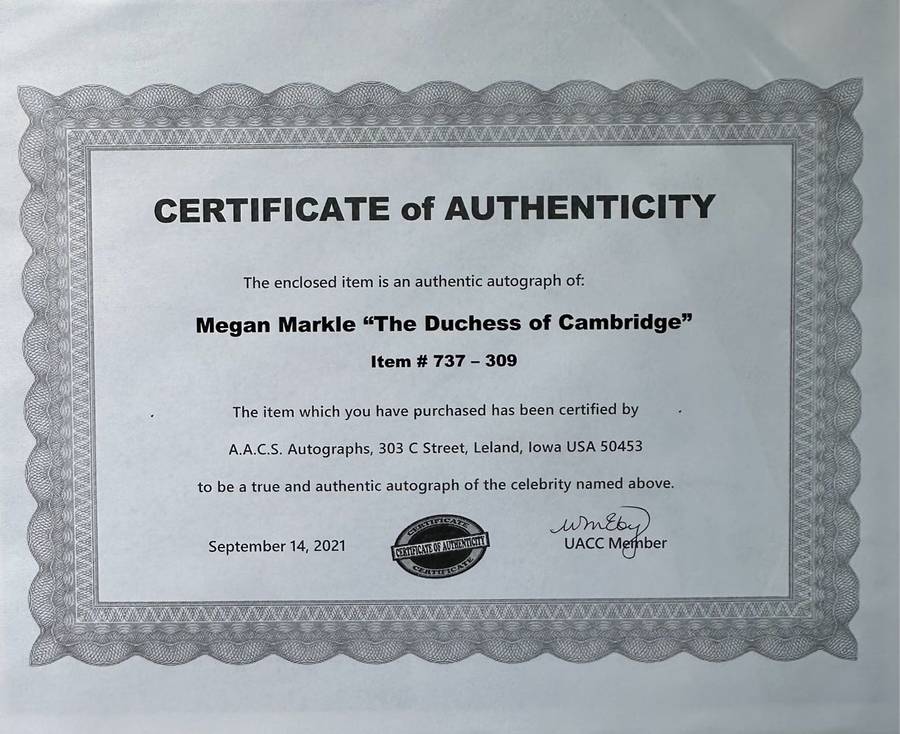 CERTIFICATE of AUTHENTICITY
The enclosed item is an authentic autograph of:
Megan Markle “The Duchess of Cambridge”
Item # 737 – 309
The item which you have purchased has been certified by
A.A.C.S. Autographs, 303 C Street, Leland, Iowa USA 50453
to be a true and authentic autograph of the celebrity named above.
September 14, 2021
CERTIFICATE
CERTIFICATE OF AUTHENTICITY
CERTIFICATE
UACC Member